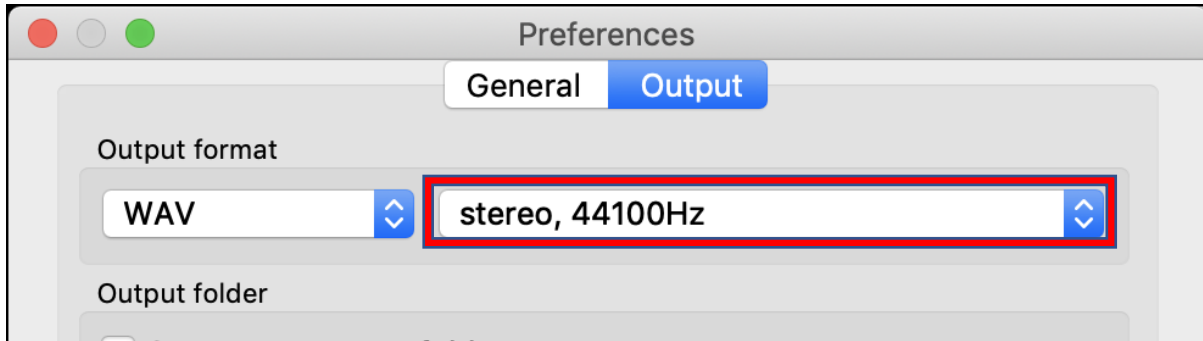 Preferences
General Output
Output format
WAV stereo, 44100Hz
Output folder